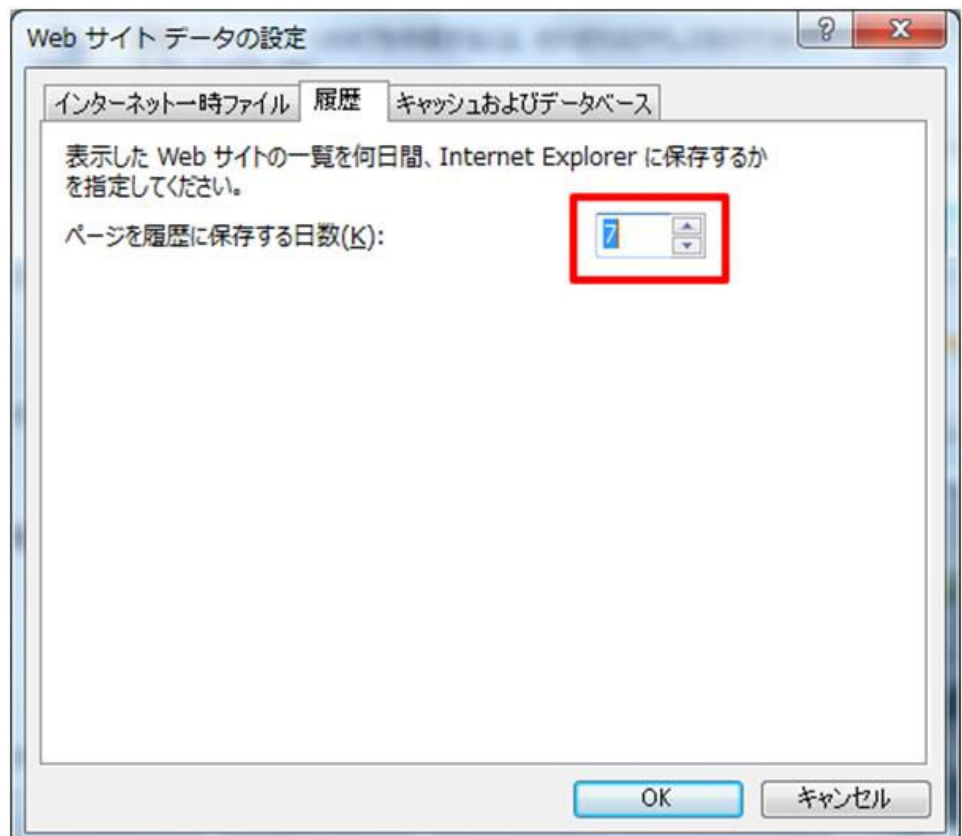 Web サイト データの設定
インターネット一時ファイル 履歴 キャッシュおよびデータベース
表示した Web サイトの一覧を何日間、Internet Explorer に保存するか
を指定してください。
ページを履歴に保存する日数(K): 7
OK キャンセル